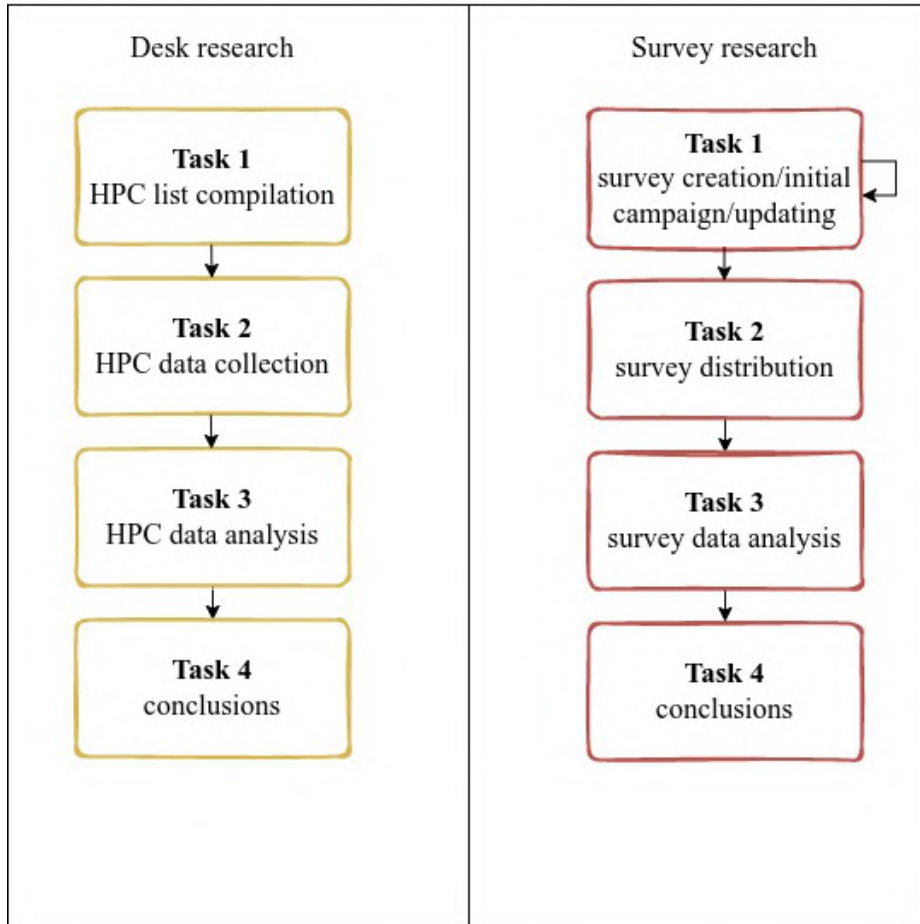 Desk research
Task 1
HPC list compilation
Task 2
HPC data collection
Task 3
HPC data analysis
Task 4
conclusions
Survey research
Task 1
survey creation/initial
campaign/updating
Task 2
survey distribution
Task 3
survey data analysis
Task 4
conclusions